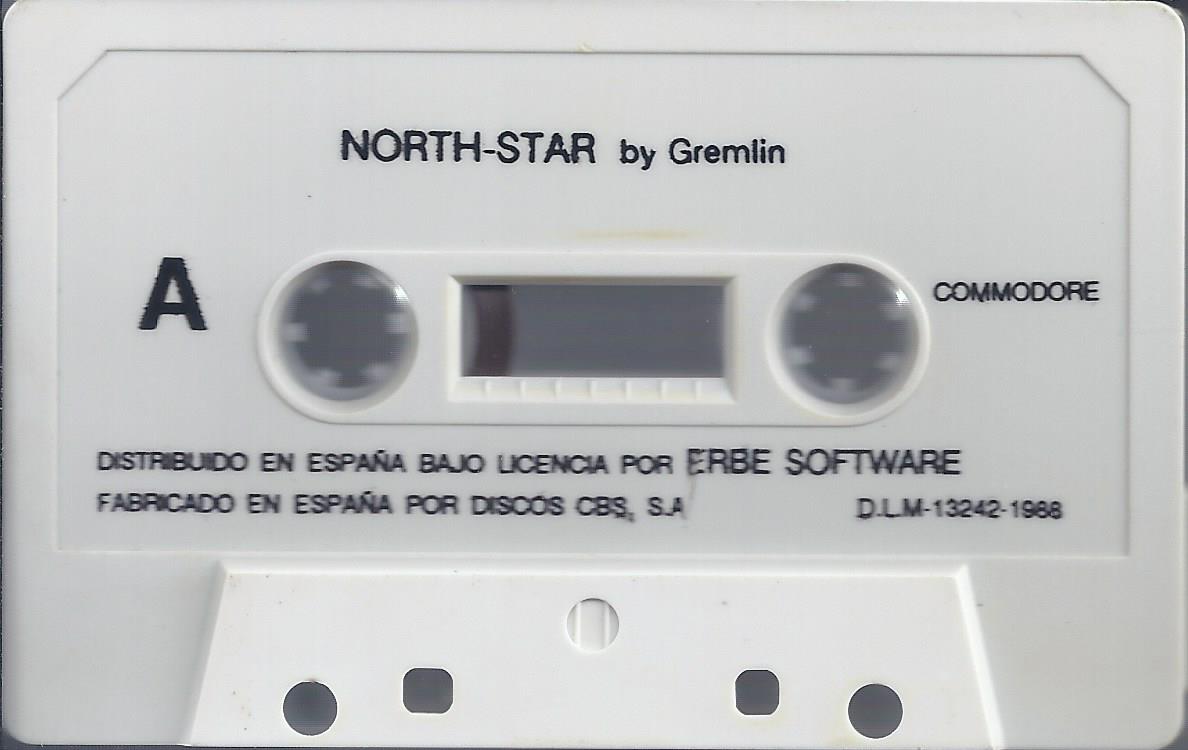 NORTH-STAR by Gremlin
A
COMMODORE
DISTRIBUIDO EN ESPAÑA BAJO LICENCIA POR ERBE SOFTWARE
FABRICADO EN ESPAÑA POR DISCOS CBS, S.A
D.L.M-13242-1988